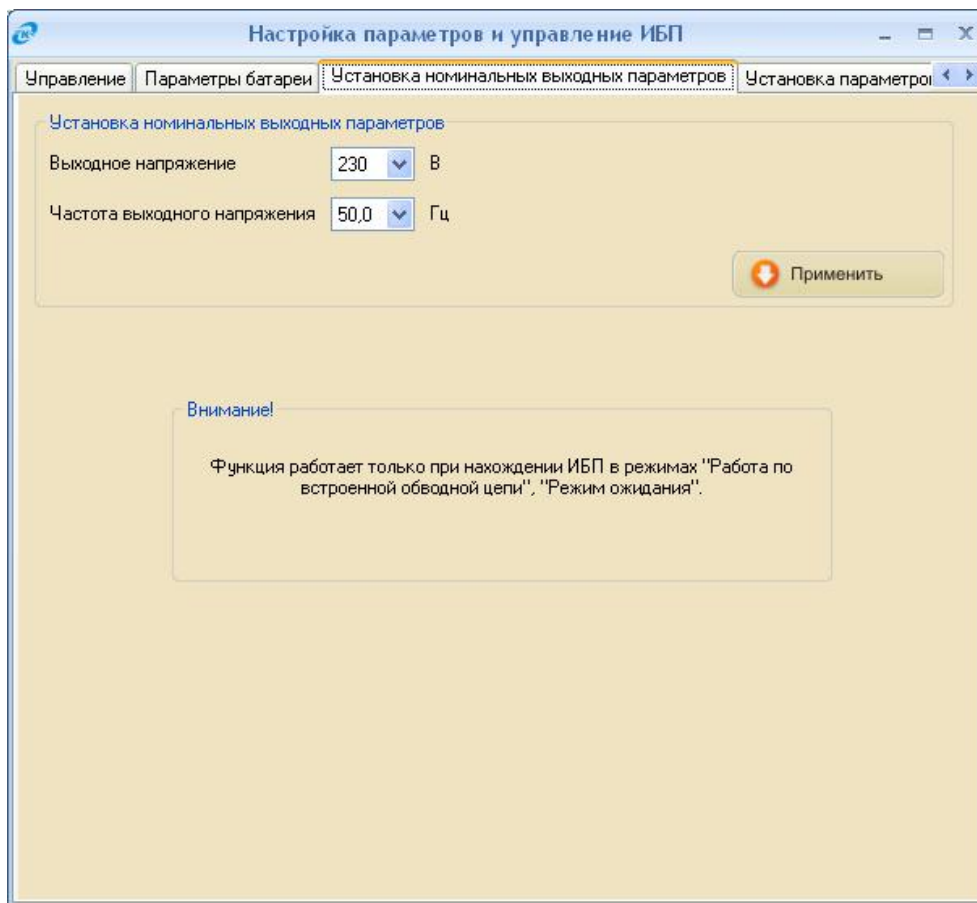 Настройка параметров и управление ИБП
Управление Параметры батареи Установка номинальных выходных параметров Установка параметров
Установка номинальных выходных параметров
Выходное напряжение 230 В
Частота выходного напряжения 50,0 Гц
Применить
Внимание!
Функция работает только при нахождении ИБП в режимах "Работа по
встроенной обводной цепи", "Режим ожидания".